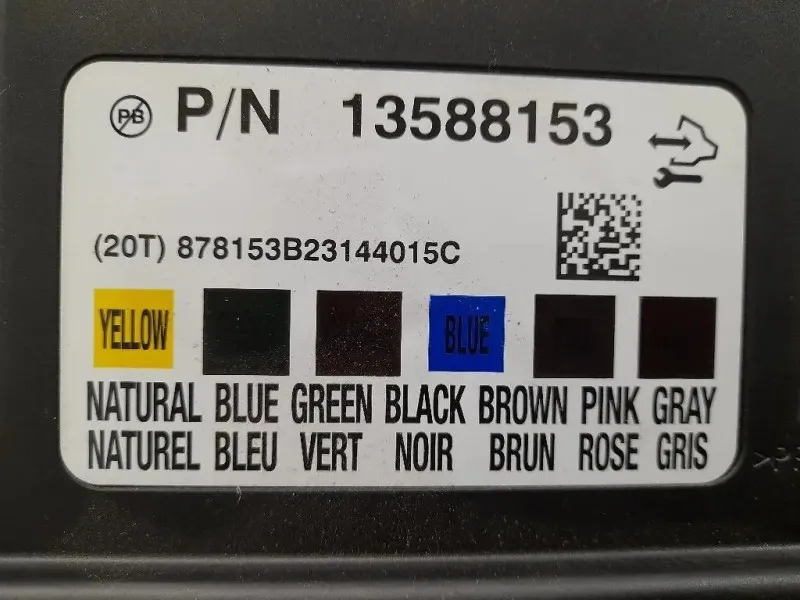 PB P/N 13588153
(20T) 878153B23144015C
YELLOW BLUE
NATURAL BLUE GREEN BLACK BROWN PINK GRAY
NATUREL BLEU VERT NOIR BRUN ROSE GRIS